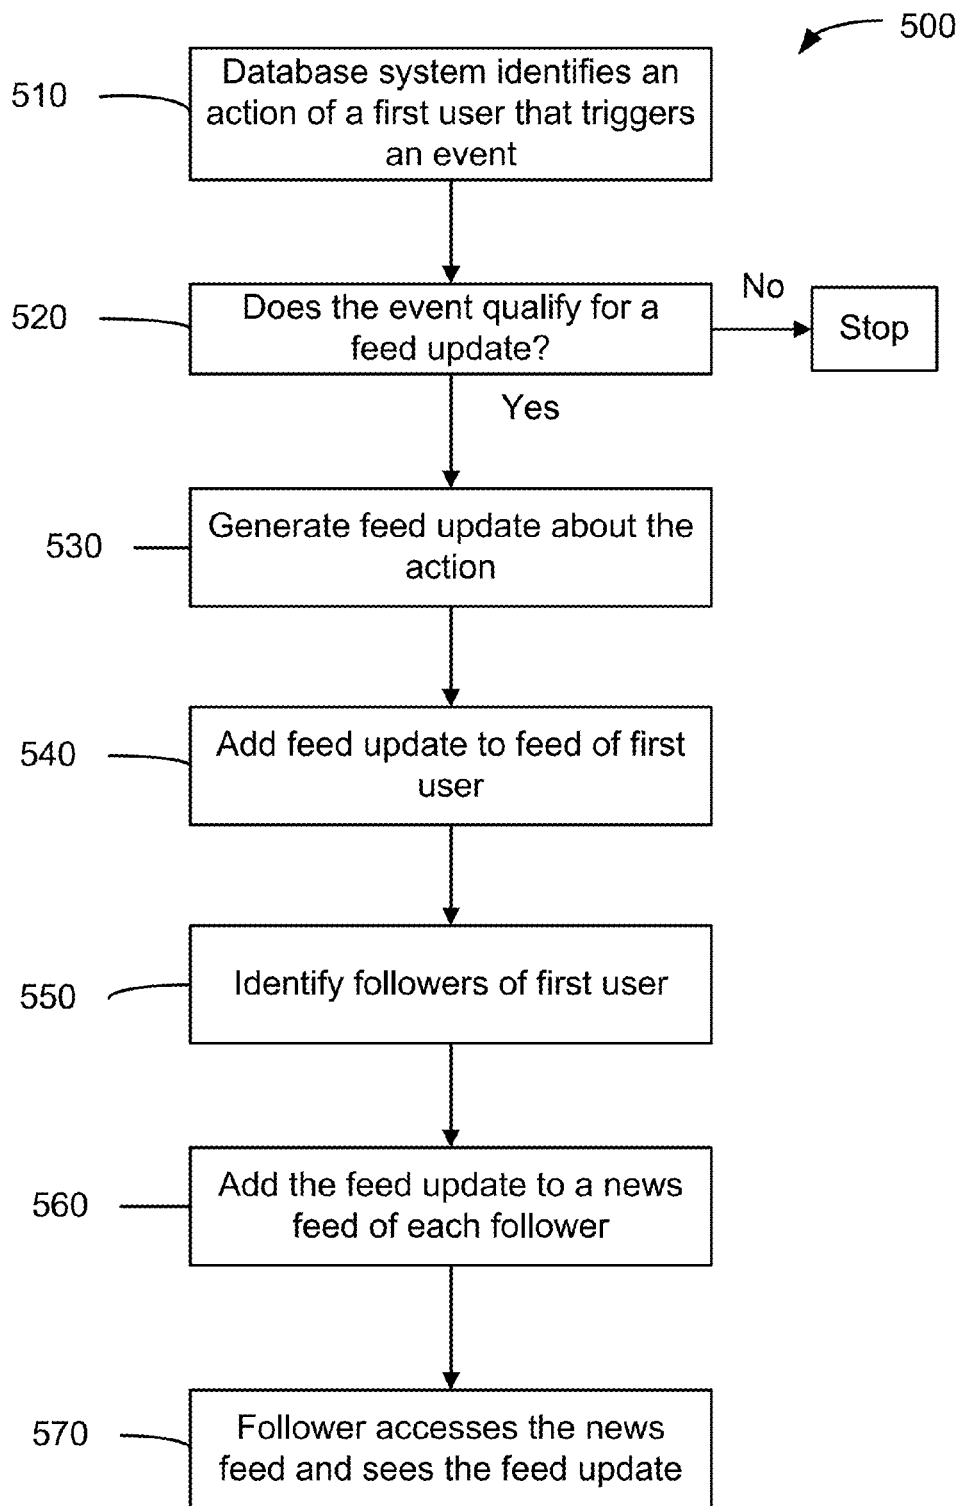 500
510
Database system identifies an
action of a first user that triggers
an event
520
Does the event qualify for a
feed update?
No
Stop
Yes
530
Generate feed update about the
action
540
Add feed update to feed of first
user
550
Identify followers of first user
560
Add the feed update to a news
feed of each follower
570
Follower accesses the news
feed and sees the feed update